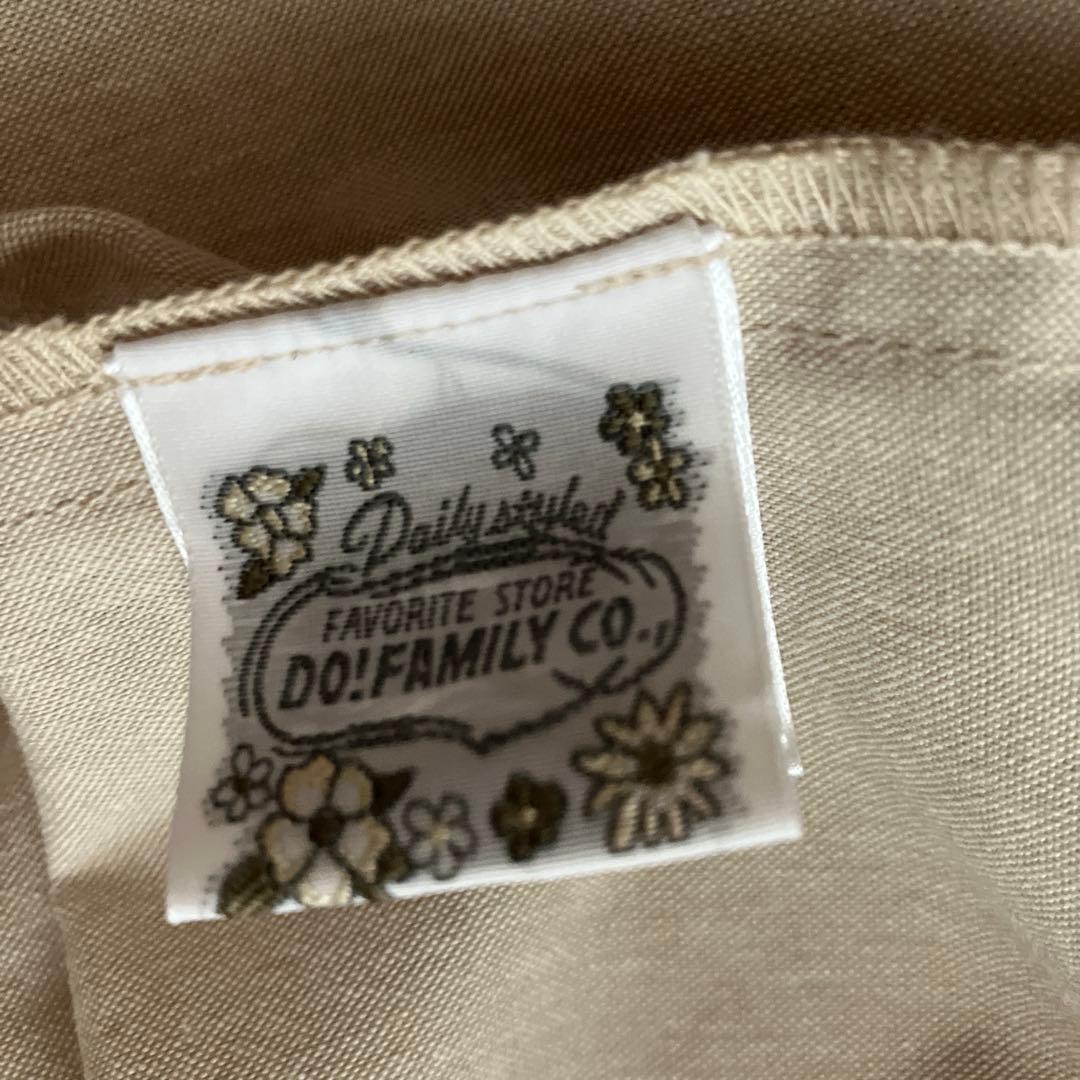 Daily styled
FAVORITE STORE
DO!FAMILY CO.,